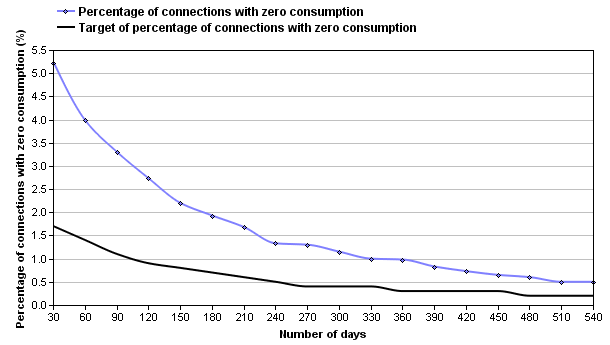 Percentage of connections with zero consumption
Target of percentage of connections with zero consumption
Percentage of connections with zero consumption (%)
5.5
5.0
4.5
4.0
3.5
3.0
2.5
2.0
1.5
1.0
0.5
0.0
30 60 90 120 150 180 210 240 270 300 330 360 390 420 450 480 510 540
Number of days